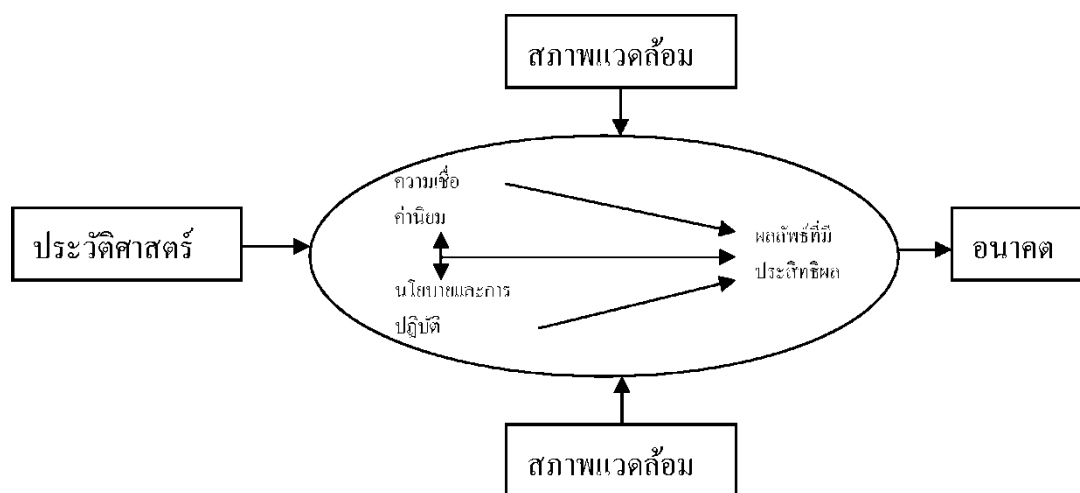 สภาพแวดล้อม
ความเชื่อ
ค่านิยม
ประวัติศาสตร์
ผลลัพธ์ที่มี
ประสิทธิผล
อนาคต
นโยบายและการ
ปฏิบัติ
สภาพแวดล้อม